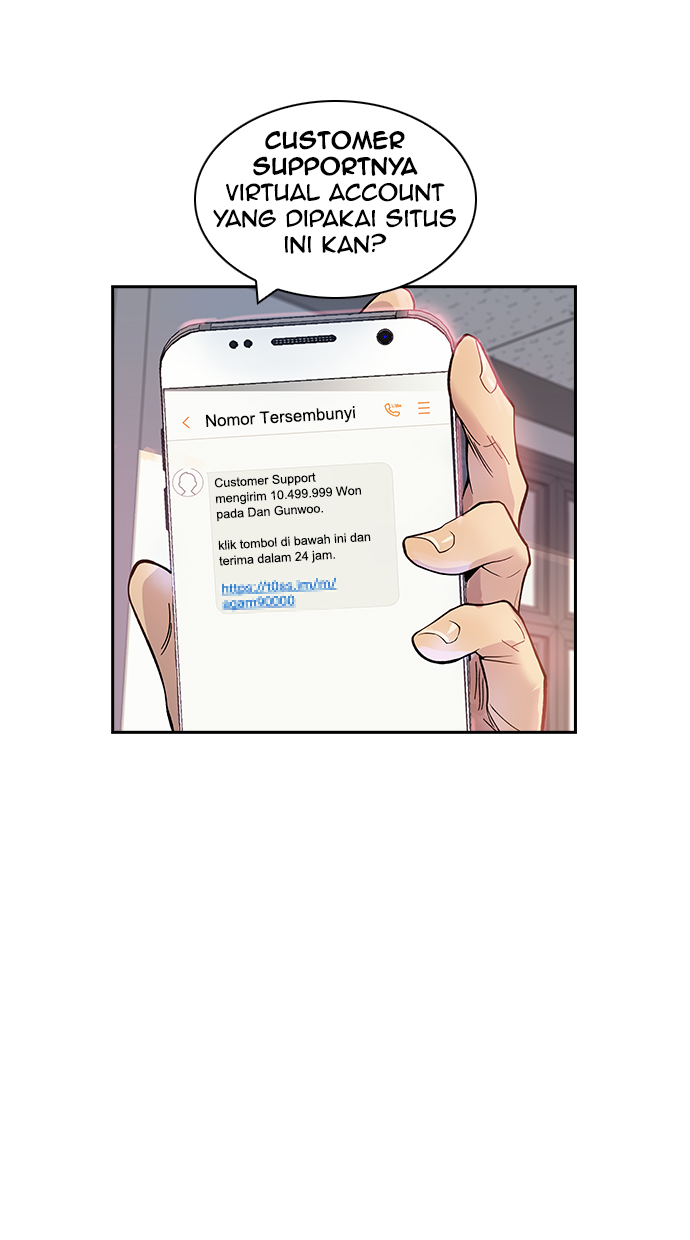 CUSTOMER
SUPPORTNYA
VIRTUAL ACCOUNT
YANG DIPAKAI SITUS
INI KAN?
Nomor Tersembunyi
Customer Support
mengirim 10.499.999 Won
pada Dan Gunwoo.
klik tombol di bawah ini dan
terima dalam 24 jam.